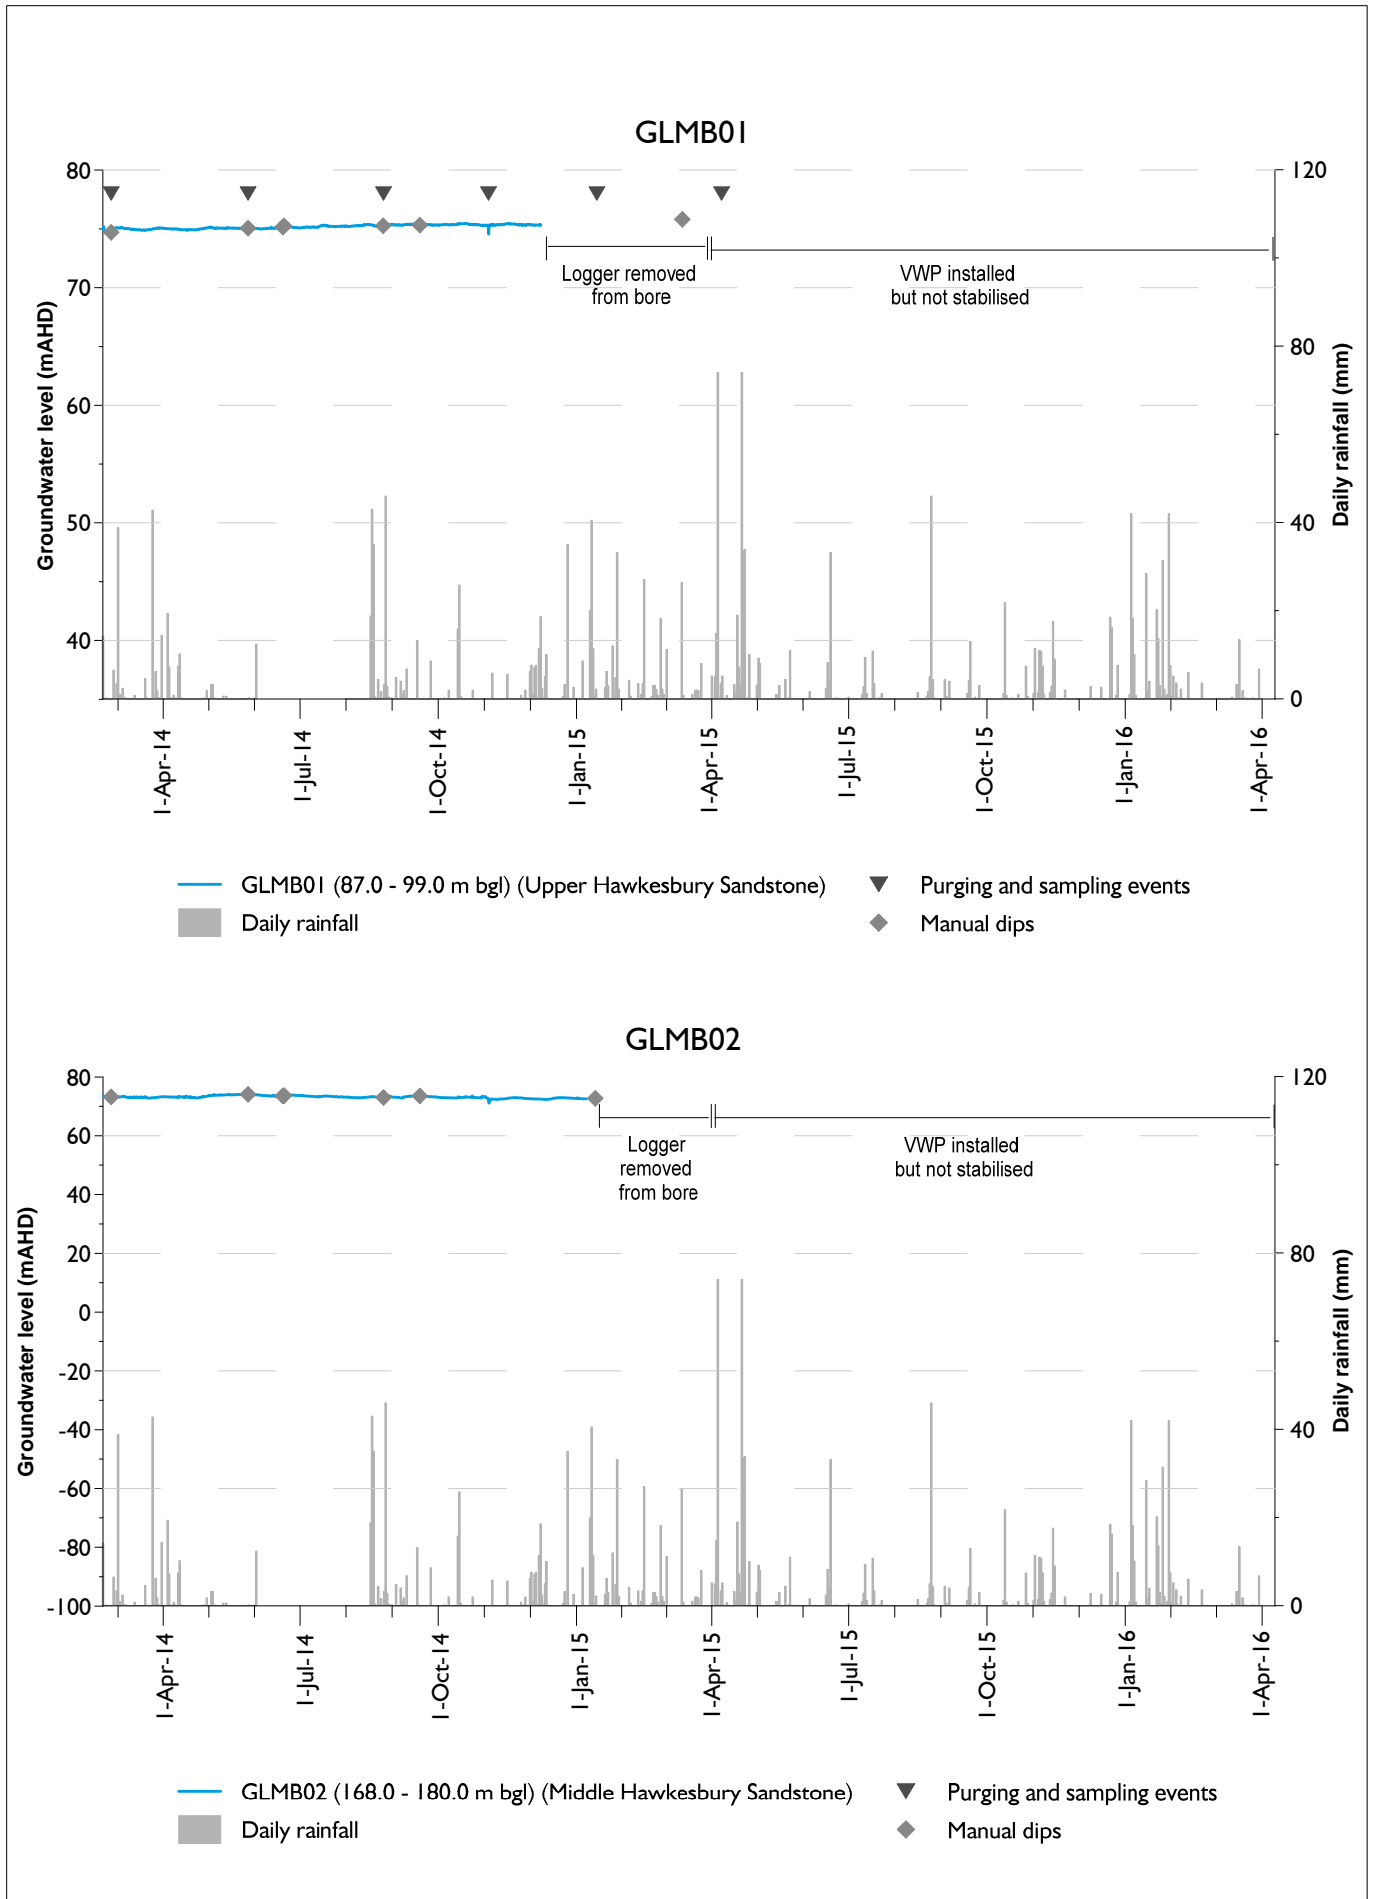 GLMB01
80
70
60
50
40
Groundwater level (mAHD)
120
80
40
0
Daily rainfall (mm)
Logger removed
from bore
VWP installed
but not stabilised
1-Apr-14
1-Jul-14
1-Oct-14
1-Jan-15
1-Apr-15
1-Jul-15
1-Oct-15
1-Jan-16
1-Apr-16
GLMB01 (87.0 - 99.0 m bgl) (Upper Hawkesbury Sandstone)
Purging and sampling events
Daily rainfall
Manual dips
GLMB02
80
60
40
20
0
-20
-40
-60
-80
-100
Groundwater level (mAHD)
120
80
40
0
Daily rainfall (mm)
Logger
removed
from bore
VWP installed
but not stabilised
1-Apr-14
1-Jul-14
1-Oct-14
1-Jan-15
1-Apr-15
1-Jul-15
1-Oct-15
1-Jan-16
1-Apr-16
GLMB02 (168.0 - 180.0 m bgl) (Middle Hawkesbury Sandstone)
Purging and sampling events
Daily rainfall
Manual dips